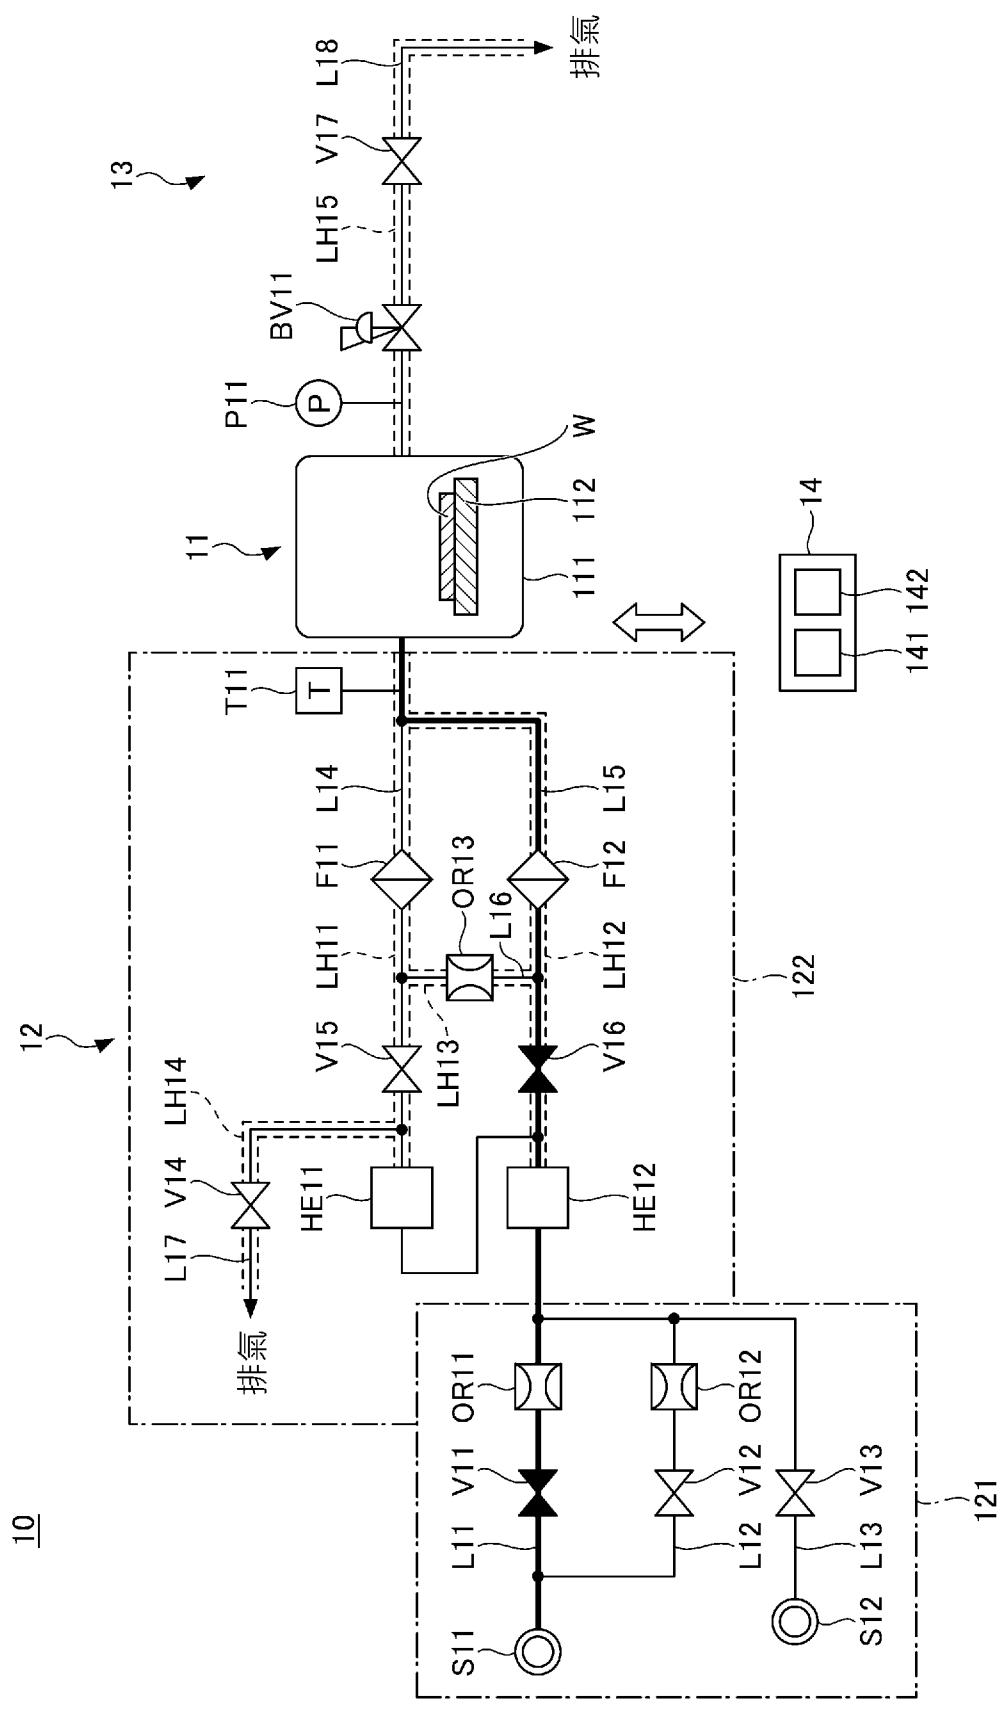 10
12
11
13
排氣
L17
V14
LH14
HE11
V15
LH11
F11
L14
T11
T
P11
P
BV11
LH15
V17
L18
排氣
LH13
L16
OR13
HE12
V16
LH12
F12
L15
111
112
W
122
S11
L11
V11
OR11
L12
V12
OR12
S12
L13
V13
121
14
141
142